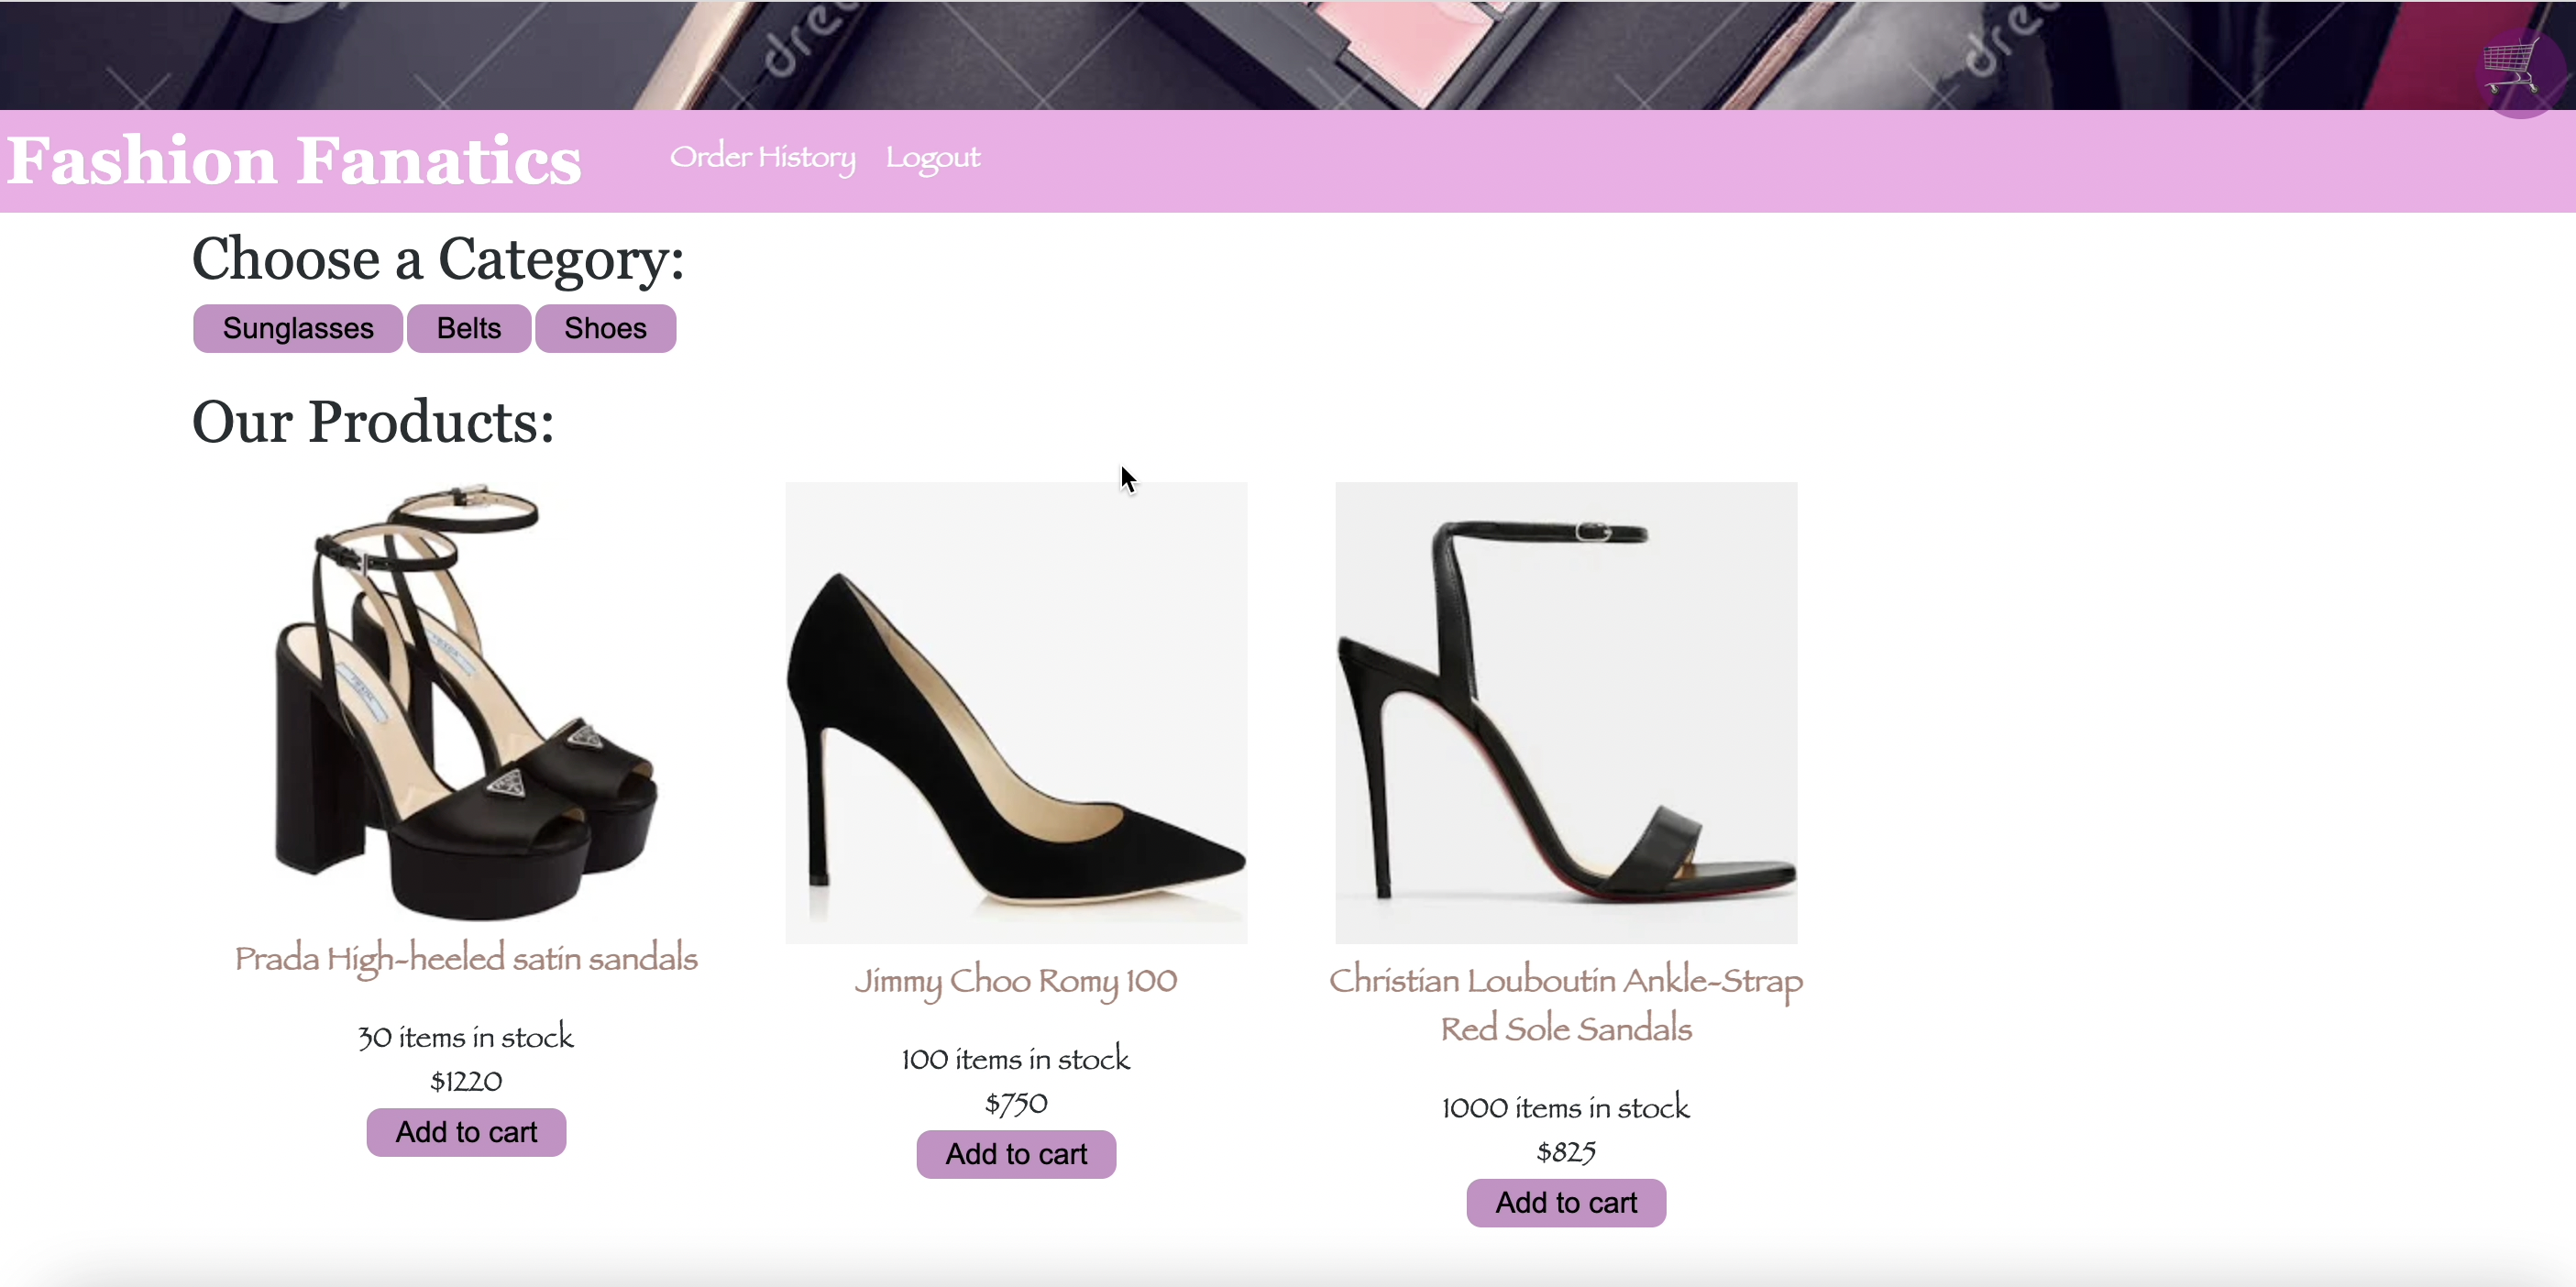 drea
drea
Fashion Fanatics
Order History Logout
Choose a Category:
Sunglasses Belts Shoes
Our Products:
Prada High-heeled satin sandals
30 items in stock
$1220
Add to cart
Jimmy Choo Romy 100
100 items in stock
$750
Add to cart
Christian Louboutin Ankle-Strap
Red Sole Sandals
1000 items in stock
$825
Add to cart